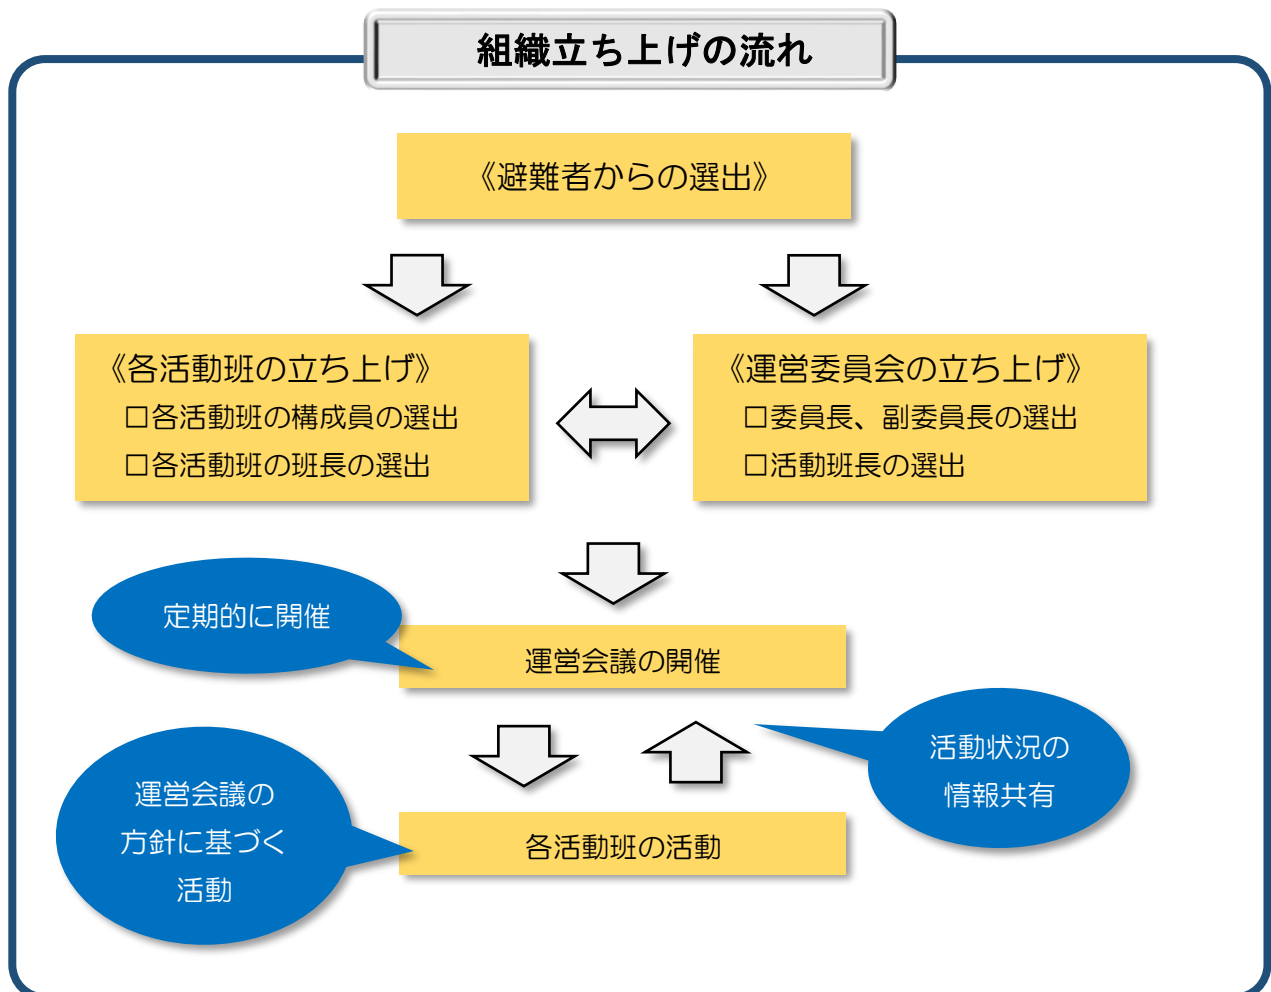 組織立ち上げの流れ
《避難者からの選出》
《各活動班の立ち上げ》
□各活動班の構成員の選出
□各活動班の班長の選出
《運営委員会の立ち上げ》
□委員長、副委員長の選出
□活動班長の選出
定期的に開催
運営会議の開催
活動状況の
情報共有
運営会議の
方針に基づく
活動
各活動班の活動